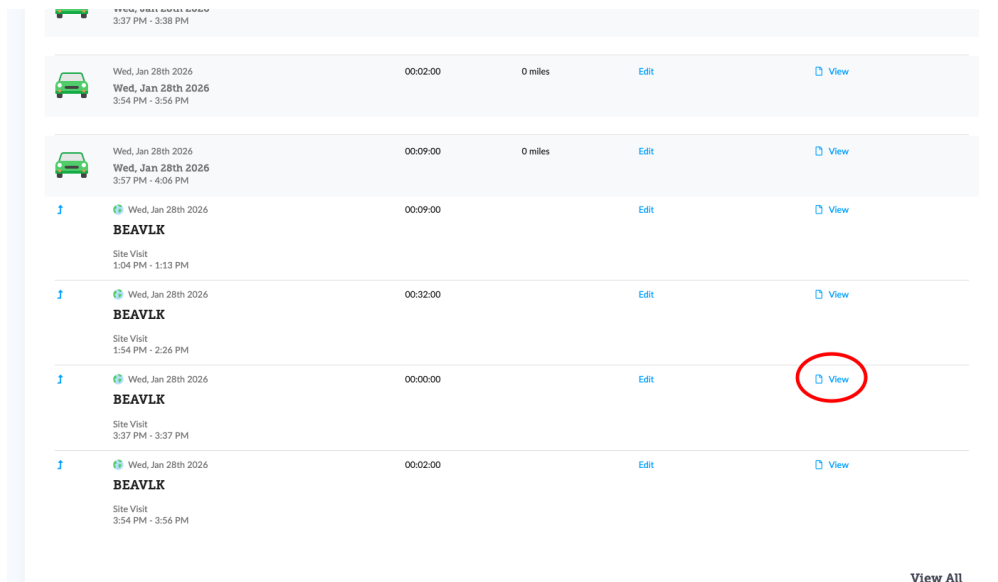 Wed, Jan 28th 2026
3:37 PM - 3:38 PM
Wed, Jan 28th 2026 00:02:00 0 miles Edit View
Wed, Jan 28th 2026
3:54 PM - 3:56 PM
Wed, Jan 28th 2026 00:09:00 0 miles Edit View
Wed, Jan 28th 2026
3:57 PM - 4:06 PM
Wed, Jan 28th 2026 00:09:00 Edit View
BEAVLK
Site Visit
1:04 PM - 1:13 PM
Wed, Jan 28th 2026 00:32:00 Edit View
BEAVLK
Site Visit
1:54 PM - 2:26 PM
Wed, Jan 28th 2026 00:00:00 Edit View
BEAVLK
Site Visit
3:37 PM - 3:37 PM
Wed, Jan 28th 2026 00:02:00 Edit View
BEAVLK
Site Visit
3:54 PM - 3:56 PM
View All